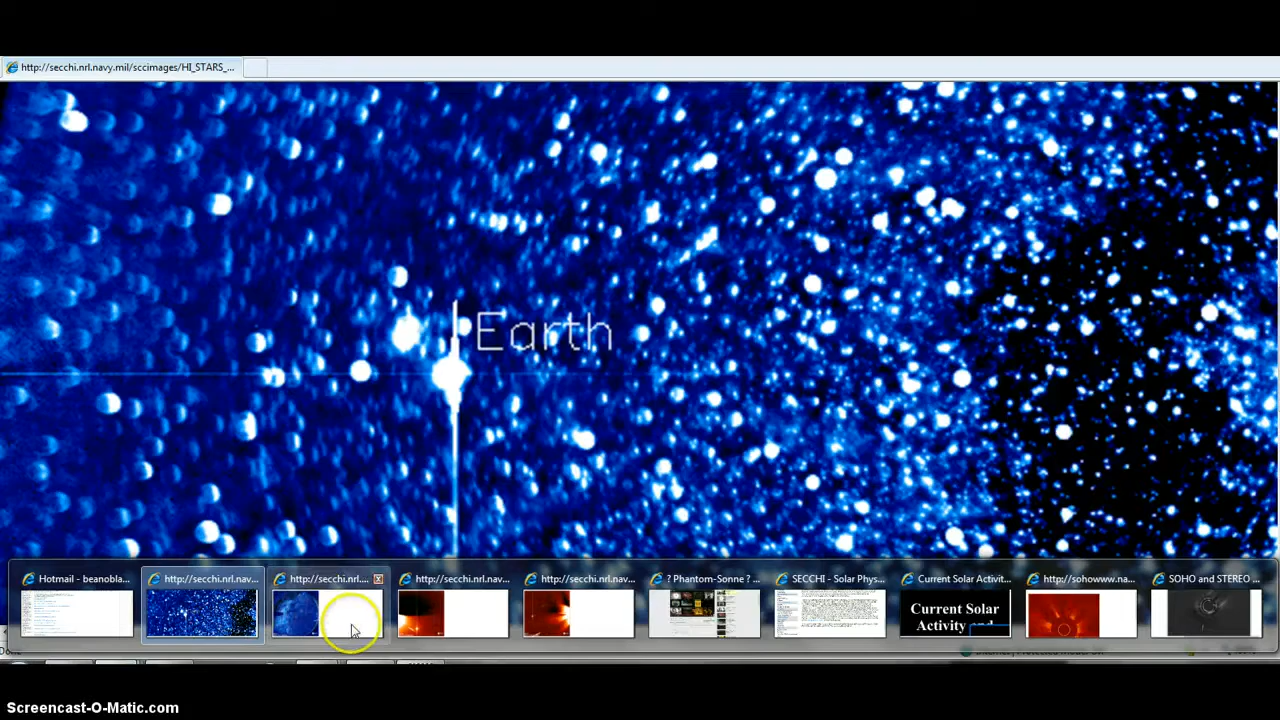 http://secchi.nrl.navy.mil/sccimages/HI_STARS_...
Earth
Hotmail - beanobla...
http://secchi.nrl.nav...
http://secchi.nrl....
http://secchi.nrl.nav...
http://secchi.nrl.nav...
? Phantom-Sonne ? ...
SECCHI - Solar Phys...
Current Solar Activit...
http://sohowww.na...
SOHO and STEREO ...
Current Solar
Activity and
Screencast-O-Matic.com